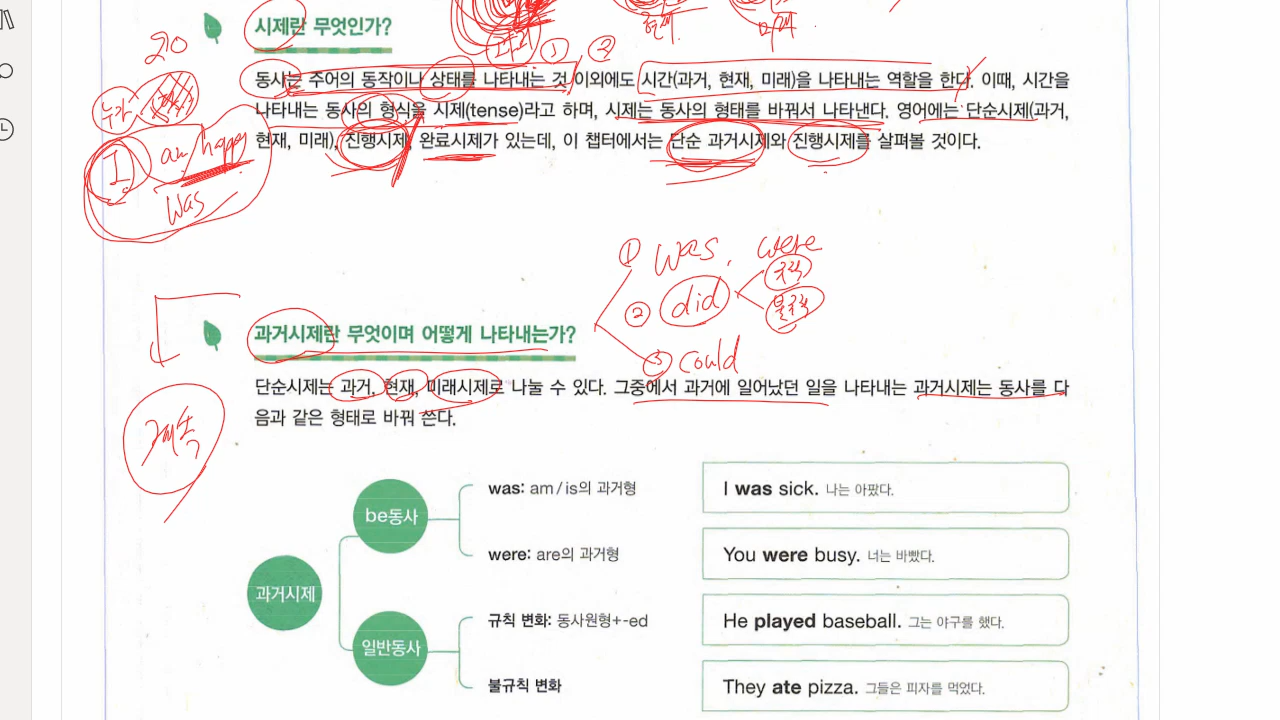 현재
미래
과거
① ②
시제란 무엇인가?
20
동사는 주어의 동작이나 상태를 나타내는 것 이외에도 시간(과거, 현재, 미래)을 나타내는 역할을 한다. 이때, 시간을
누가
나타내는 동사의 형식을 시제(tense)라고 하며, 시제는 동사의 형태를 바꿔서 나타낸다. 영어에는 단순시제(과거,
현재, 미래), 진행시제, 완료시제가 있는데, 이 챕터에서는 단순 과거시제와 진행시제를 살펴볼 것이다.
I am/happy
was
① was, were
② did 규칙
불규칙
과거시제란 무엇이며 어떻게 나타내는가?
③ could
단순시제는 과거, 현재, 미래시제로 나눌 수 있다. 그중에서 과거에 일어났던 일을 나타내는 과거시제는 동사를 다
음과 같은 형태로 바꿔 쓴다.
계속
was: am/is의 과거형
I was sick. 나는 아팠다.
be동사
were: are의 과거형
You were busy. 너는 바빴다.
과거시제
규칙 변화: 동사원형+-ed
He played baseball. 그는 야구를 했다.
일반동사
불규칙 변화
They ate pizza. 그들은 피자를 먹었다.